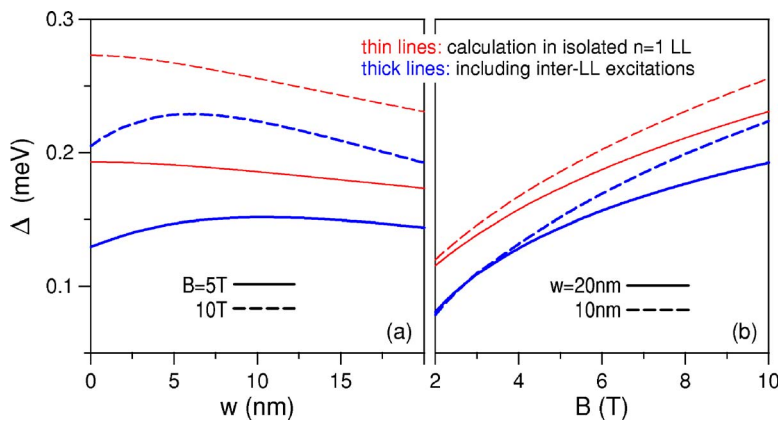 0.3
0.2
0.1
Δ (meV)
thin lines: calculation in isolated n=1 LL
thick lines: including inter-LL excitations
B=5T
10T
(a)
w=20nm
10nm
(b)
0 5 10 15
2 4 6 8 10
w (nm)
B (T)